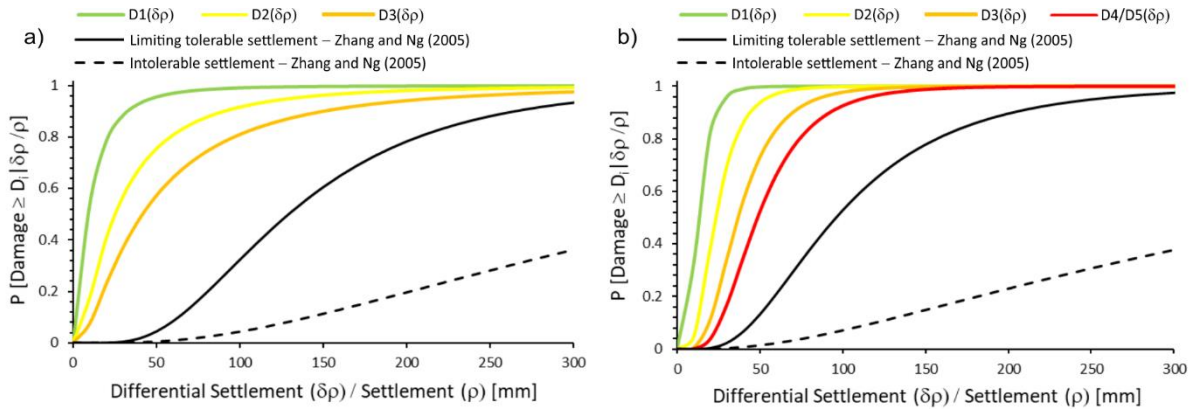 a)
D1(δρ) D2(δρ) D3(δρ)
Limiting tolerable settlement – Zhang and Ng (2005)
Intolerable settlement – Zhang and Ng (2005)
P [Damage ≥ Di | δρ /ρ]
1
0.8
0.6
0.4
0.2
0
0 50 100 150 200 250 300
Differential Settlement (δρ) / Settlement (ρ) [mm]
b)
D1(δρ) D2(δρ) D3(δρ) D4/D5(δρ)
Limiting tolerable settlement – Zhang and Ng (2005)
Intolerable settlement – Zhang and Ng (2005)
P [Damage ≥ Di | δρ /ρ]
1
0.8
0.6
0.4
0.2
0
0 50 100 150 200 250 300
Differential Settlement (δρ) / Settlement (ρ) [mm]